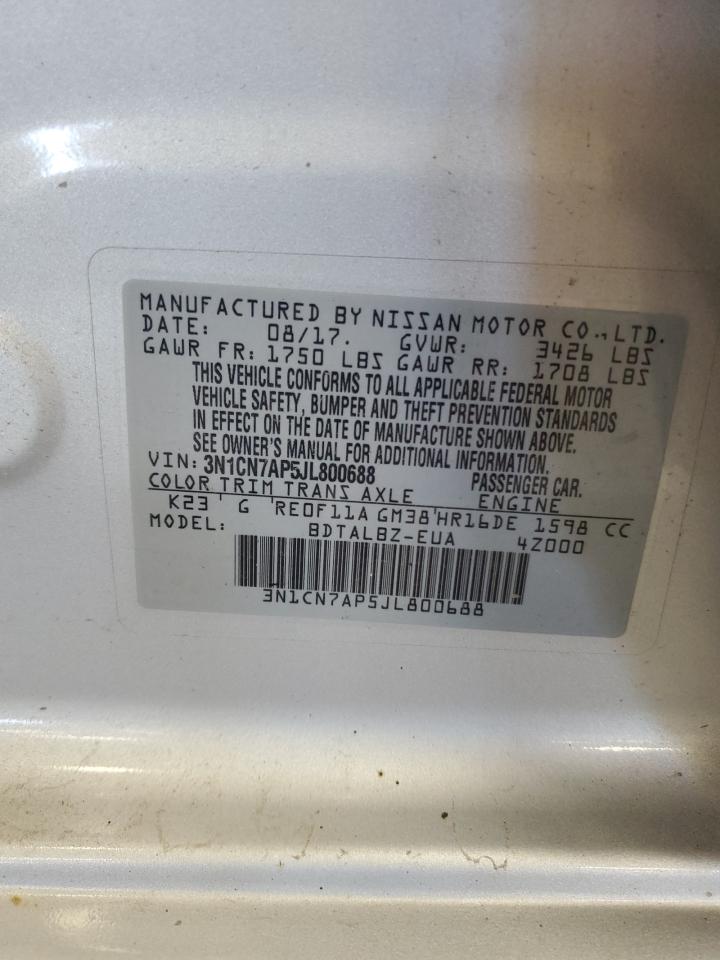 MANUFACTURED BY NISSAN MOTOR CO., LTD.
DATE: 08/17. GVWR: 3426 LBS
GAWR FR: 1750 LBS GAWR RR: 1708 LBS
THIS VEHICLE CONFORMS TO ALL APPLICABLE FEDERAL MOTOR
VEHICLE SAFETY, BUMPER AND THEFT PREVENTION STANDARDS
IN EFFECT ON THE DATE OF MANUFACTURE SHOWN ABOVE.
SEE OWNER'S MANUAL FOR ADDITIONAL INFORMATION.
VIN: 3N1CN7AP5JL800688 PASSENGER CAR.
COLOR TRIM TRANS AXLE ENGINE
K23 ' G 'RE0F11A GM38'HR16DE 1598 CC
MODEL: BDTALBZ-EUA 4Z000
3N1CN7AP5JL800688